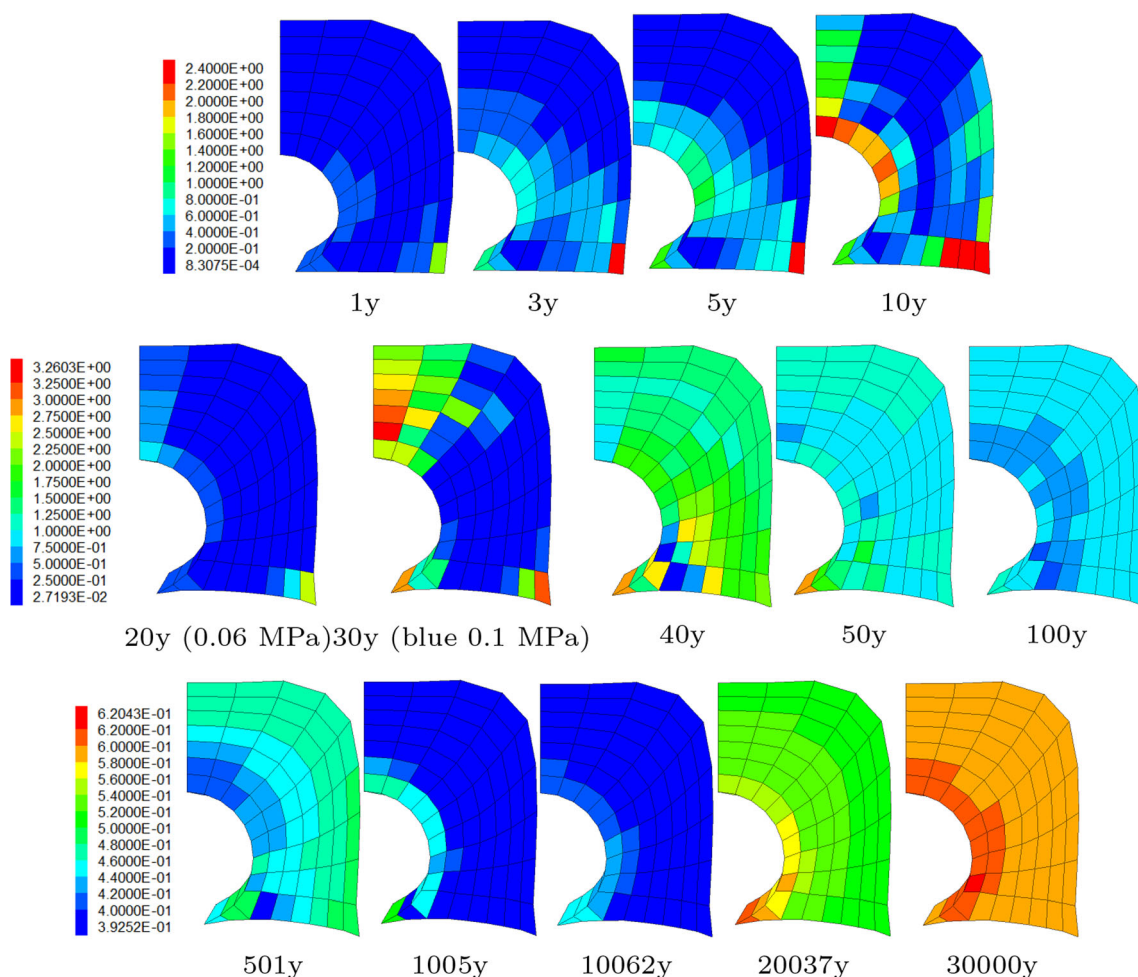 2.4000E+00
2.2000E+00
2.0000E+00
1.8000E+00
1.6000E+00
1.4000E+00
1.2000E+00
1.0000E+00
8.0000E-01
6.0000E-01
4.0000E-01
2.0000E-01
8.3075E-04
1y 3y 5y 10y
3.2603E+00
3.2500E+00
3.0000E+00
2.7500E+00
2.5000E+00
2.2500E+00
2.0000E+00
1.7500E+00
1.5000E+00
1.2500E+00
1.0000E+00
7.5000E-01
5.0000E-01
2.5000E-01
2.7193E-02
20y (0.06 MPa)30y (blue 0.1 MPa) 40y 50y 100y
6.2043E-01
6.2000E-01
6.0000E-01
5.8000E-01
5.6000E-01
5.4000E-01
5.2000E-01
5.0000E-01
4.8000E-01
4.6000E-01
4.4000E-01
4.2000E-01
4.0000E-01
3.9252E-01
501y 1005y 10062y 20037y 30000y